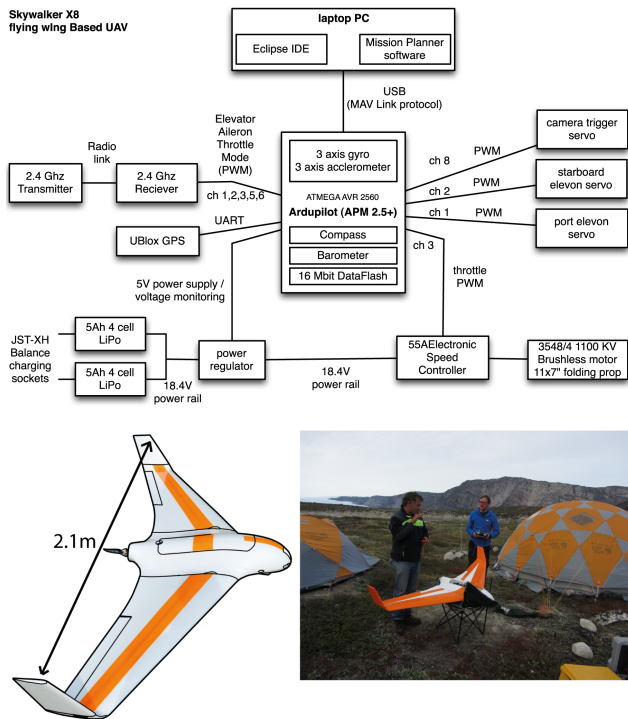 Skywalker X8
flying wing Based UAV
laptop PC
Eclipse IDE
Mission Planner
software
USB
(MAV Link protocol)
Elevator
Aileron
Throttle
Mode
(PWM)
Radio
link
2.4 Ghz
Transmitter
2.4 Ghz
Reciever
ch 1,2,3,5,6
3 axis gyro
3 axis acclerometer
ATMEGA AVR 2560
Ardupilot (APM 2.5+)
Compass
Barometer
16 Mbit DataFlash
ch 8
PWM
camera trigger
servo
ch 2
PWM
starboard
elevon servo
ch 1
PWM
port elevon
servo
ch 3
throttle
PWM
UART
UBlox GPS
5V power supply /
voltage monitoring
JST-XH
Balance
charging
sockets
5Ah 4 cell
LiPo
5Ah 4 cell
LiPo
18.4V
power rail
power
regulator
18.4V
power rail
55AElectronic
Speed
Controller
3548/4 1100 KV
Brushless motor
11x7" folding prop
2.1m